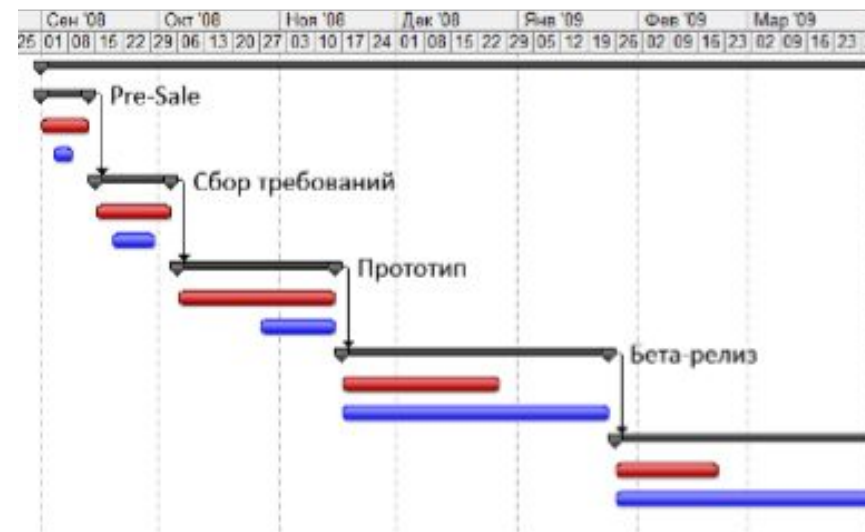 Сен '08 Окт '08 Ноя '08 Дек '08 Янв '09 Фев '09 Мар '09
25 01 08 15 22 29 06 13 20 27 03 10 17 24 01 08 15 22 29 05 12 19 26 02 09 16 23 02 09 16 23
Pre-Sale
Сбор требований
Прототип
Бета-релиз